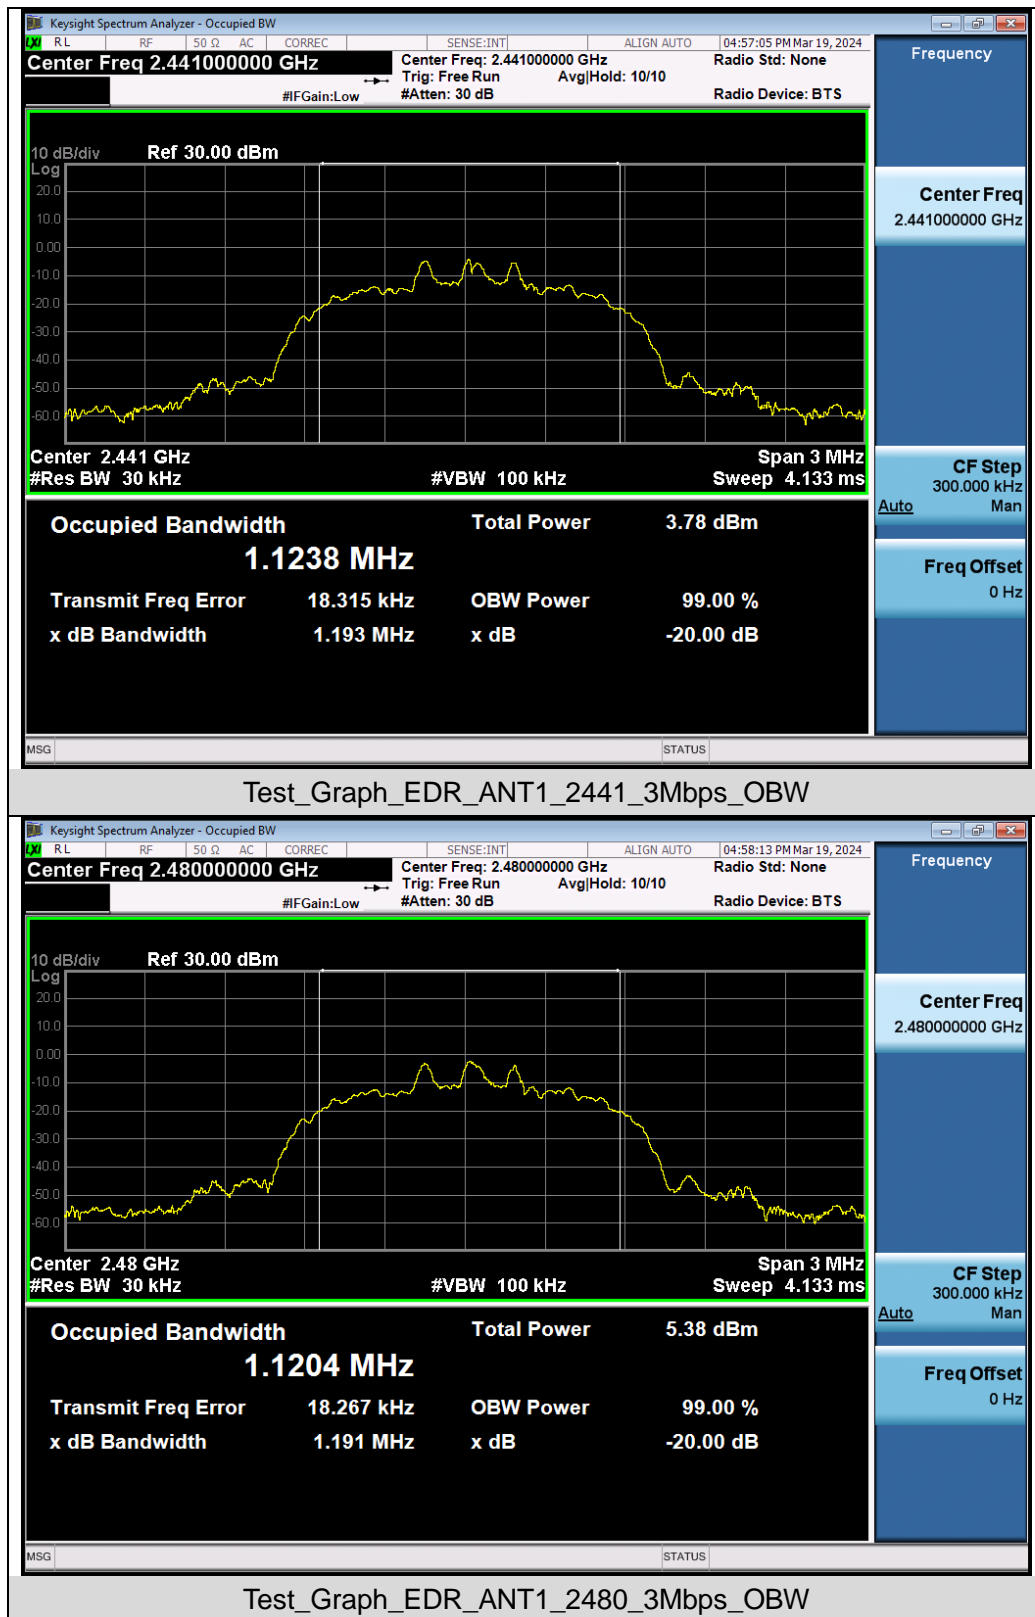 Keysight Spectrum Analyzer - Occupied BW
LXI RL RF 50 Ω AC CORREC SENSE:INT ALIGN AUTO 04:57:05 PM Mar 19, 2024
Center Freq 2.441000000 GHz Center Freq: 2.441000000 GHz Radio Std: None
Trig: Free Run Avg|Hold: 10/10
#IFGain:Low #Atten: 30 dB Radio Device: BTS
Frequency
10 dB/div Ref 30.00 dBm
Log
20.0
10.0
0.00
-10.0
-20.0
-30.0
-40.0
-50.0
-60.0
Center 2.441 GHz Span 3 MHz
#Res BW 30 kHz #VBW 100 kHz Sweep 4.133 ms
Center Freq
2.441000000 GHz
CF Step
300.000 kHz
Auto Man
Freq Offset
0 Hz
Occupied Bandwidth Total Power 3.78 dBm
1.1238 MHz
Transmit Freq Error 18.315 kHz OBW Power 99.00 %
x dB Bandwidth 1.193 MHz x dB -20.00 dB
MSG STATUS
Test_Graph_EDR_ANT1_2441_3Mbps_OBW
Keysight Spectrum Analyzer - Occupied BW
LXI RL RF 50 Ω AC CORREC SENSE:INT ALIGN AUTO 04:58:13 PM Mar 19, 2024
Center Freq 2.480000000 GHz Center Freq: 2.480000000 GHz Radio Std: None
Trig: Free Run Avg|Hold: 10/10
#IFGain:Low #Atten: 30 dB Radio Device: BTS
Frequency
10 dB/div Ref 30.00 dBm
Log
20.0
10.0
0.00
-10.0
-20.0
-30.0
-40.0
-50.0
-60.0
Center 2.48 GHz Span 3 MHz
#Res BW 30 kHz #VBW 100 kHz Sweep 4.133 ms
Center Freq
2.480000000 GHz
CF Step
300.000 kHz
Auto Man
Freq Offset
0 Hz
Occupied Bandwidth Total Power 5.38 dBm
1.1204 MHz
Transmit Freq Error 18.267 kHz OBW Power 99.00 %
x dB Bandwidth 1.191 MHz x dB -20.00 dB
MSG STATUS
Test_Graph_EDR_ANT1_2480_3Mbps_OBW